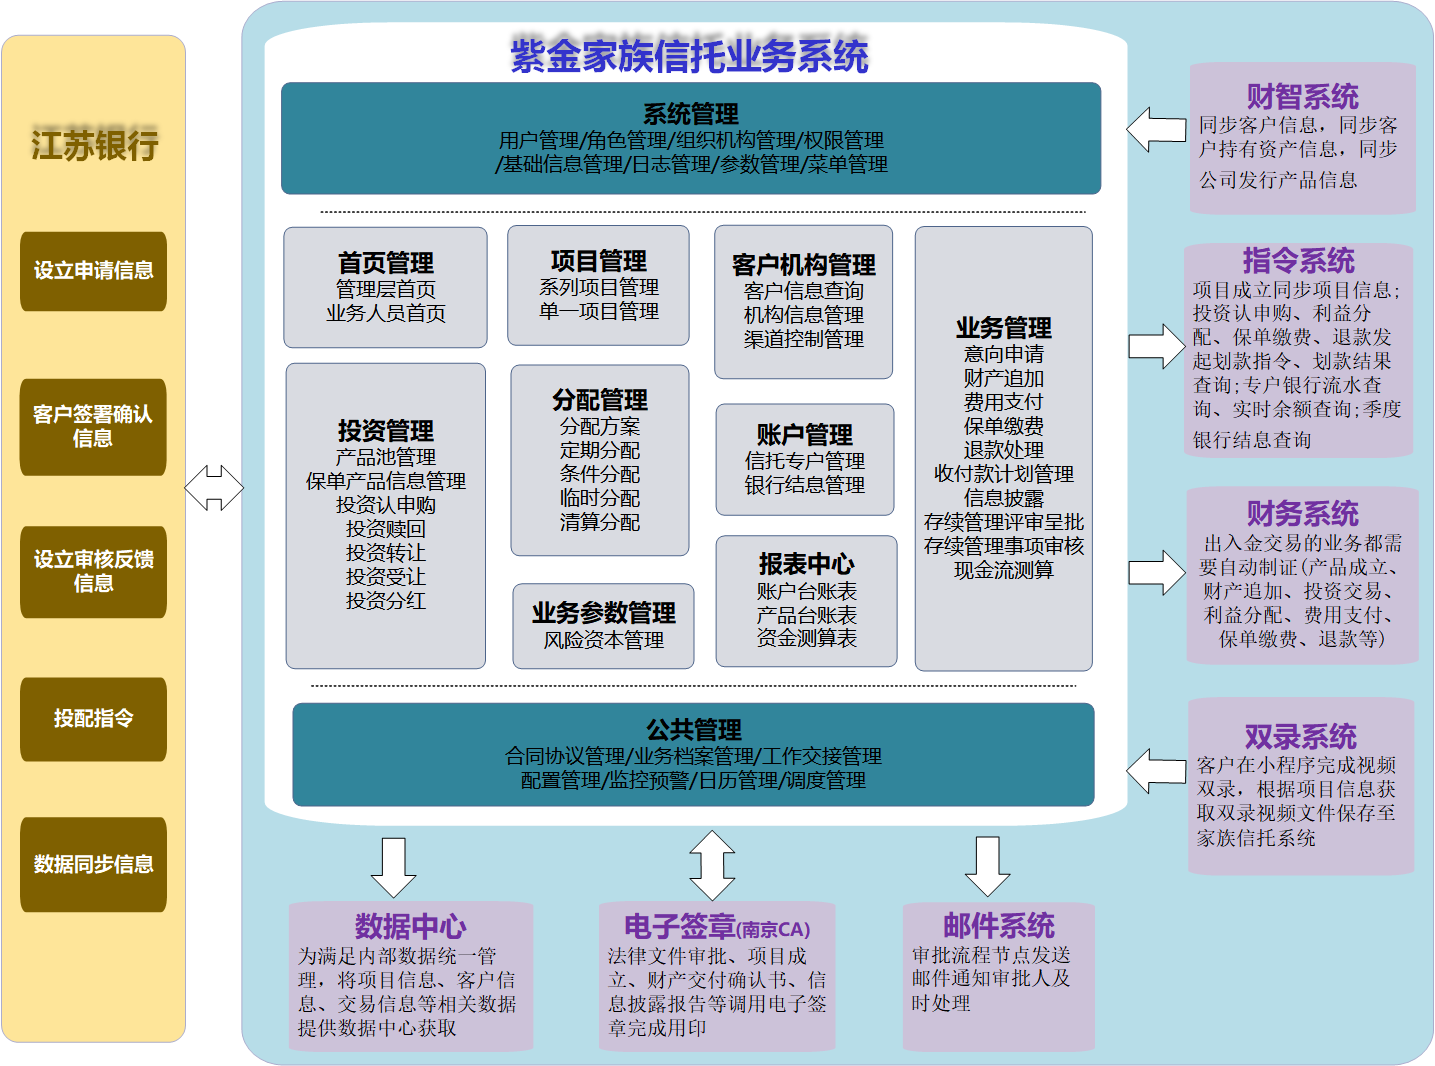 江苏银行
设立申请信息
客户签署确认
信息
设立审核反馈
信息
投配指令
数据同步信息
紫金家族信托业务系统
系统管理
用户管理/角色管理/组织机构管理/权限管理
/基础信息管理/日志管理/参数管理/菜单管理
首页管理
管理层首页
业务人员首页
项目管理
系列项目管理
单一项目管理
客户机构管理
客户信息查询
机构信息管理
渠道控制管理
业务管理
意向申请
财产追加
费用支付
保单缴费
退款处理
收付款计划管理
信息披露
存续管理评审呈批
存续管理事项审核
现金流测算
投资管理
产品池管理
保单产品信息管理
投资认申购
投资赎回
投资转让
投资受让
投资分红
分配管理
分配方案
定期分配
条件分配
临时分配
清算分配
账户管理
信托专户管理
银行结息管理
业务参数管理
风险资本管理
报表中心
账户台账表
产品台账表
资金测算表
公共管理
合同协议管理/业务档案管理/工作交接管理
配置管理/监控预警/日历管理/调度管理
财智系统
同步客户信息，同步客
户持有资产信息，同步
公司发行产品信息
指令系统
项目成立同步项目信息;
投资认申购、利益分
配、保单缴费、退款发
起划款指令、划款结果
查询;专户银行流水查
询、实时余额查询;季度
银行结息查询
财务系统
出入金交易的业务都需
要自动制证(产品成立、
财产追加、投资交易、
利益分配、费用支付、
保单缴费、退款等)
双录系统
客户在小程序完成视频
双录，根据项目信息获
取双录视频文件保存至
家族信托系统
数据中心
为满足内部数据统一管
理，将项目信息、客户信
息、交易信息等相关数据
提供数据中心获取
电子签章(南京CA)
法律文件审批、项目成
立、财产交付确认书、信
息披露报告等调用电子签
章完成用印
邮件系统
审批流程节点发送
邮件通知审批人及
时处理